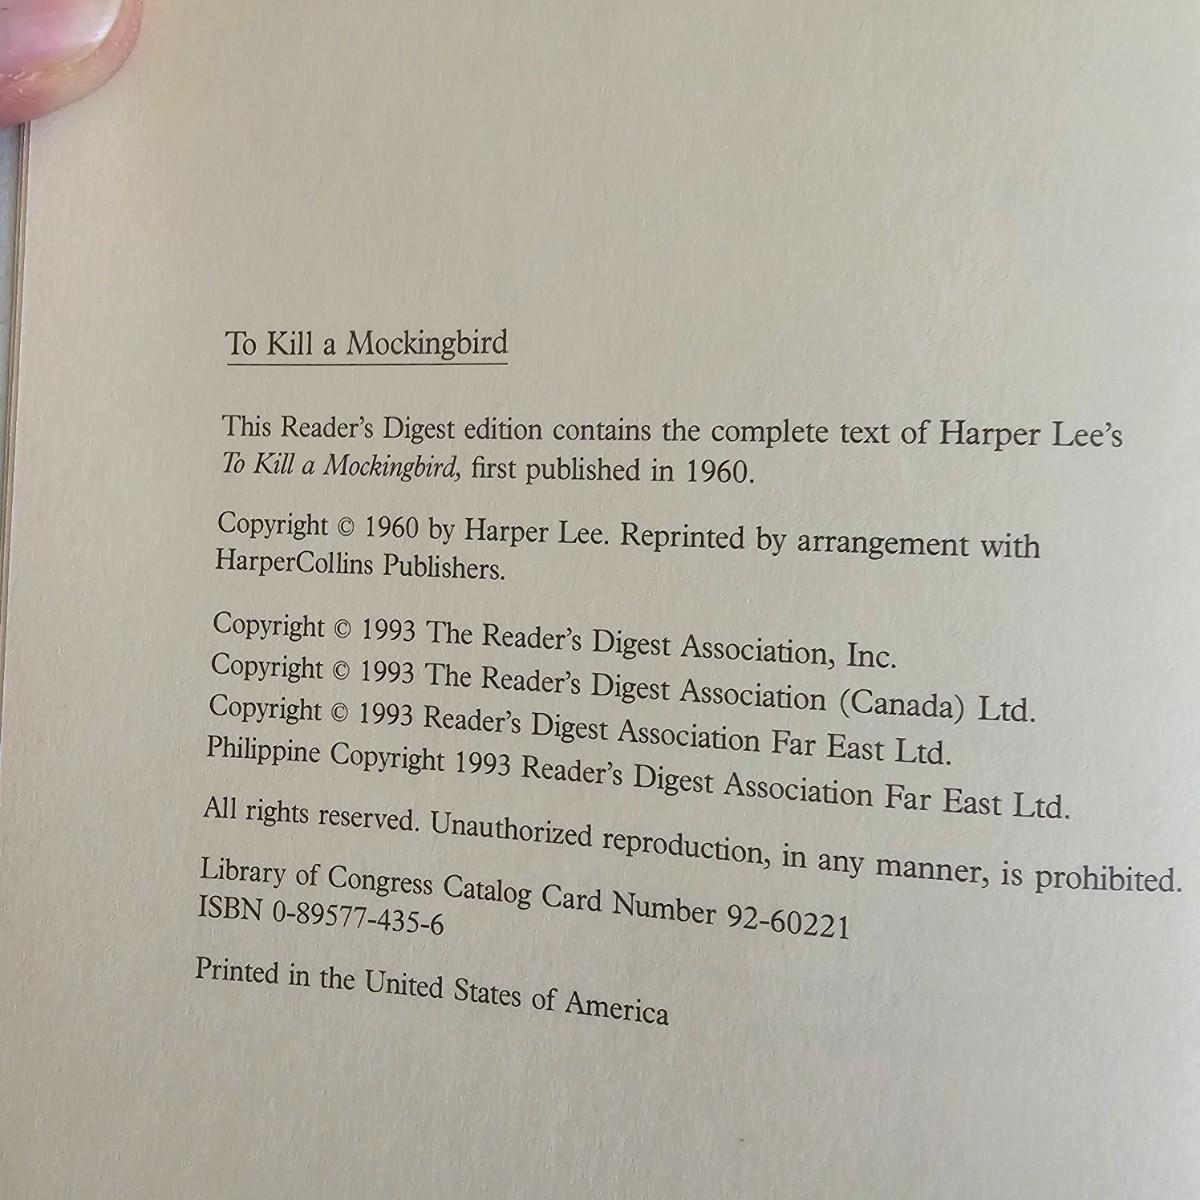 To Kill a Mockingbird
This Reader's Digest edition contains the complete text of Harper Lee's
To Kill a Mockingbird, first published in 1960.
Copyright © 1960 by Harper Lee. Reprinted by arrangement with
HarperCollins Publishers.
Copyright © 1993 The Reader's Digest Association, Inc.
Copyright © 1993 The Reader's Digest Association (Canada) Ltd.
Copyright © 1993 Reader's Digest Association Far East Ltd.
Philippine Copyright 1993 Reader's Digest Association Far East Ltd.
All rights reserved. Unauthorized reproduction, in any manner, is prohibited.
Library of Congress Catalog Card Number 92-60221
ISBN 0-89577-435-6
Printed in the United States of America